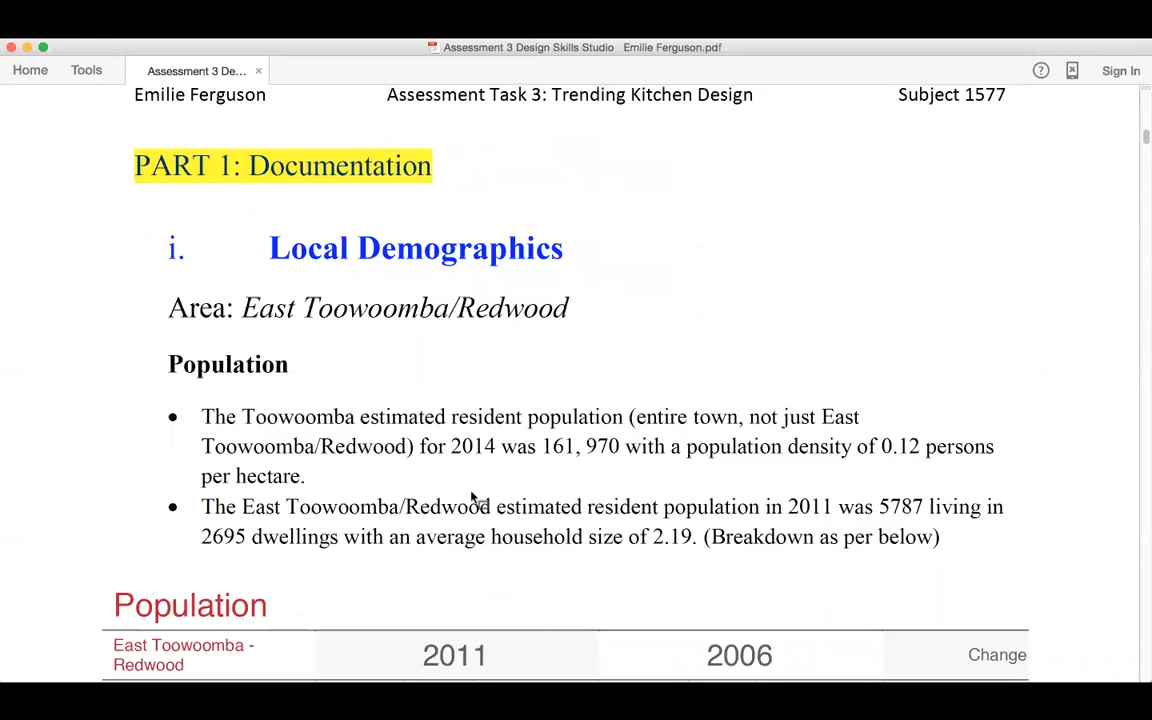 Assessment 3 Design Skills Studio   Emilie Ferguson.pdf
Home Tools Assessment 3 De... × ? Sign In
Emilie Ferguson Assessment Task 3: Trending Kitchen Design Subject 1577
PART 1: Documentation
i. Local Demographics
Area: East Toowoomba/Redwood
Population
• The Toowoomba estimated resident population (entire town, not just East
Toowoomba/Redwood) for 2014 was 161, 970 with a population density of 0.12 persons
per hectare.
• The East Toowoomba/Redwood estimated resident population in 2011 was 5787 living in
2695 dwellings with an average household size of 2.19. (Breakdown as per below)
Population
East Toowoomba -
Redwood 2011 2006 Change